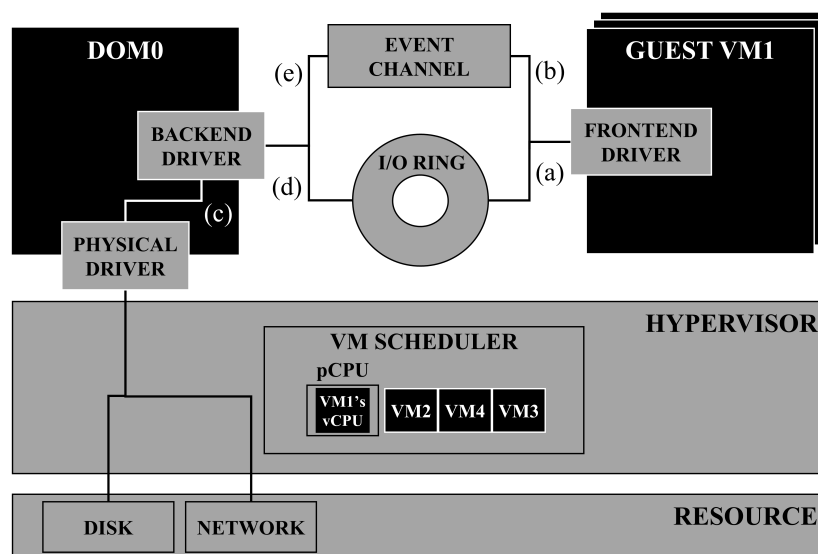 DOM0
(e)
EVENT
CHANNEL
(b)
GUEST VM1
BACKEND
DRIVER
I/O RING
FRONTEND
DRIVER
(d)
(a)
(c)
PHYSICAL
DRIVER
HYPERVISOR
VM SCHEDULER
pCPU
VM1's
vCPU
VM2
VM4
VM3
DISK
NETWORK
RESOURCE